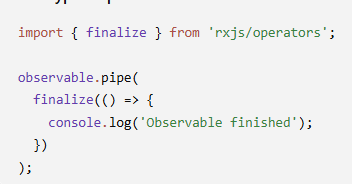 import { finalize } from 'rxjs/operators';
observable.pipe(
  finalize(() => {
    console.log('Observable finished');
  })
);